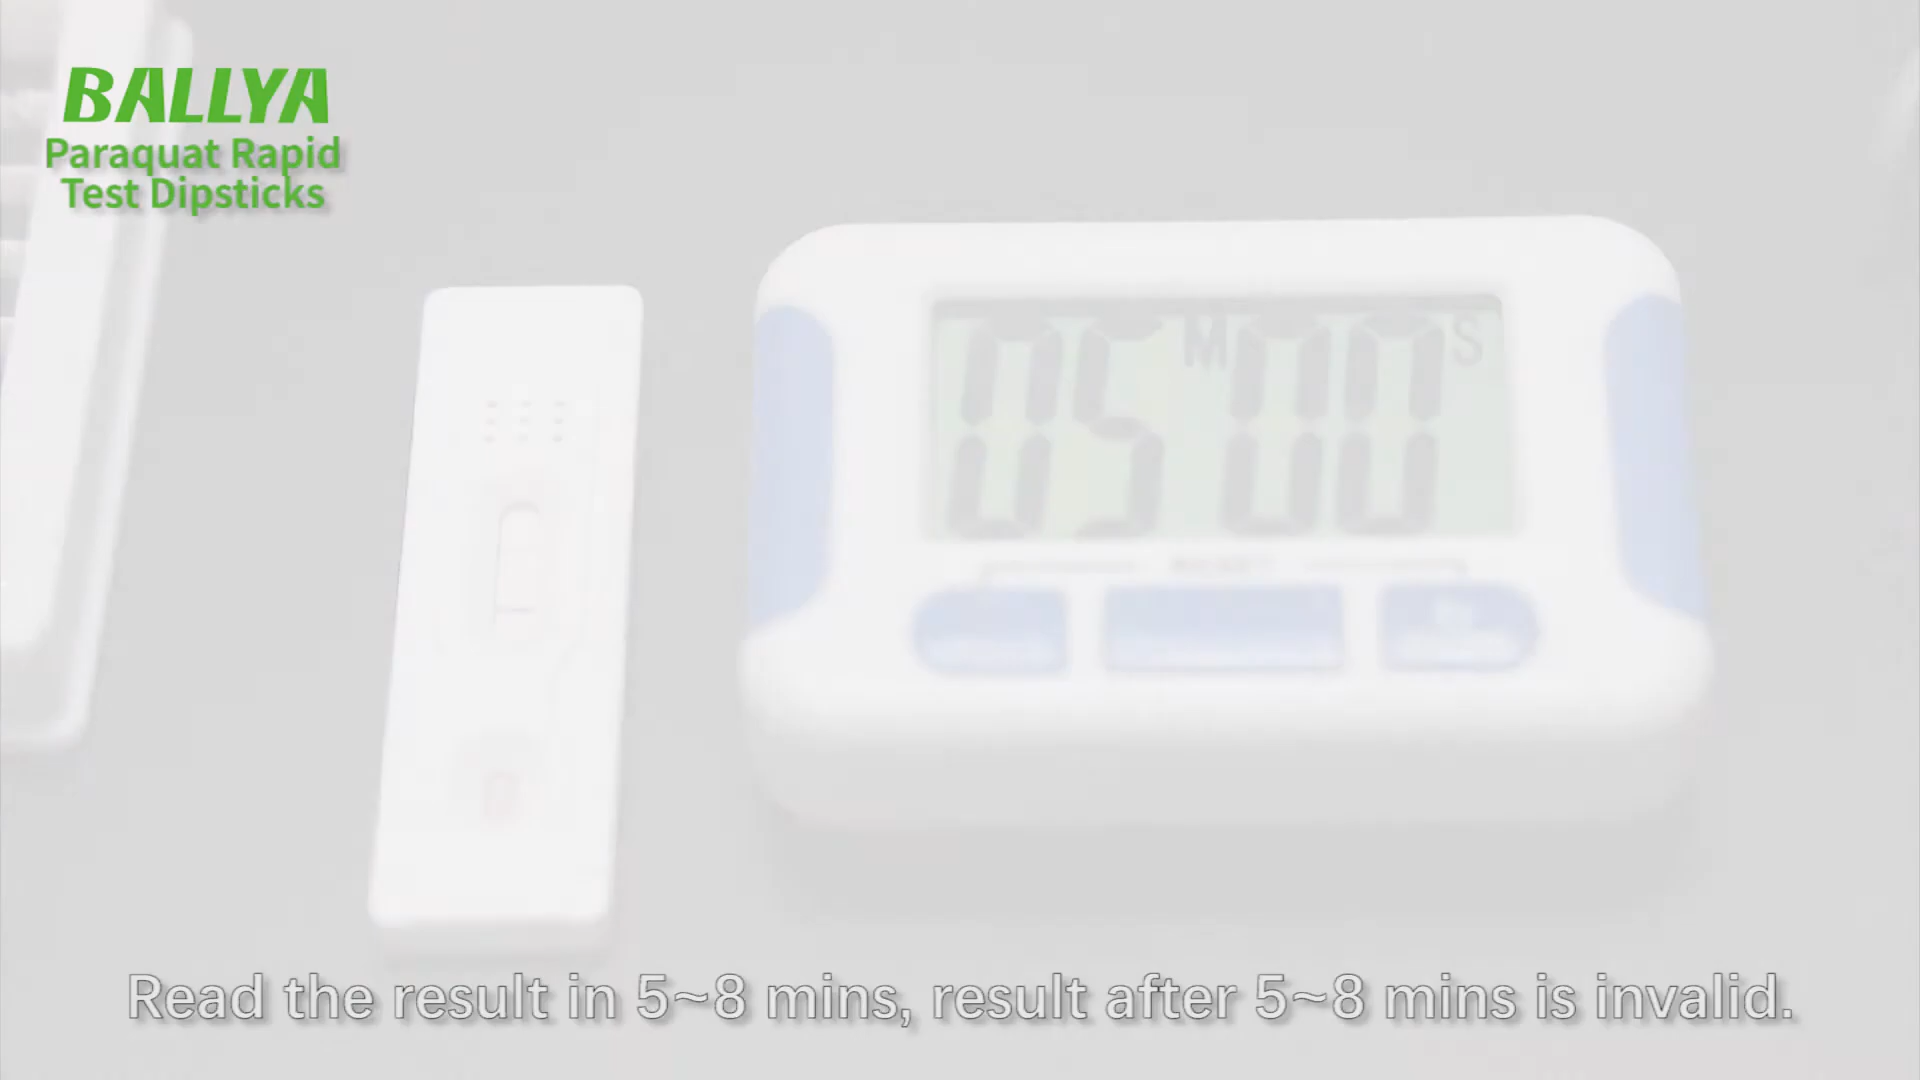 BALLYA
Paraquat Rapid
Test Dipsticks
05 M 00 S
RESET
Read the result in 5~8 mins, result after 5~8 mins is invalid.